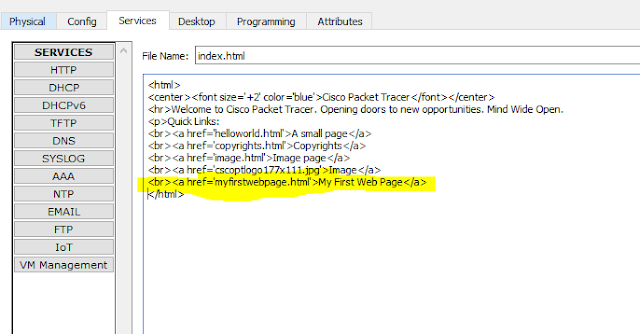 Physical Config Services Desktop Programming Attributes
SERVICES
HTTP
DHCP
DHCPv6
TFTP
DNS
SYSLOG
AAA
NTP
EMAIL
FTP
IoT
VM Management
File Name: index.html
<html>
<center><font size='+2' color='blue'>Cisco Packet Tracer</font></center>
<hr>Welcome to Cisco Packet Tracer. Opening doors to new opportunities. Mind Wide Open.
<p>Quick Links:
<br><a href='helloworld.html'>A small page</a>
<br><a href='copyrights.html'>Copyrights</a>
<br><a href='image.html'>Image page</a>
<br><a href='cscoptlogo177x111.jpg'>Image</a>
<br><a href='myfirstwebpage.html'>My First Web Page</a>
</html>